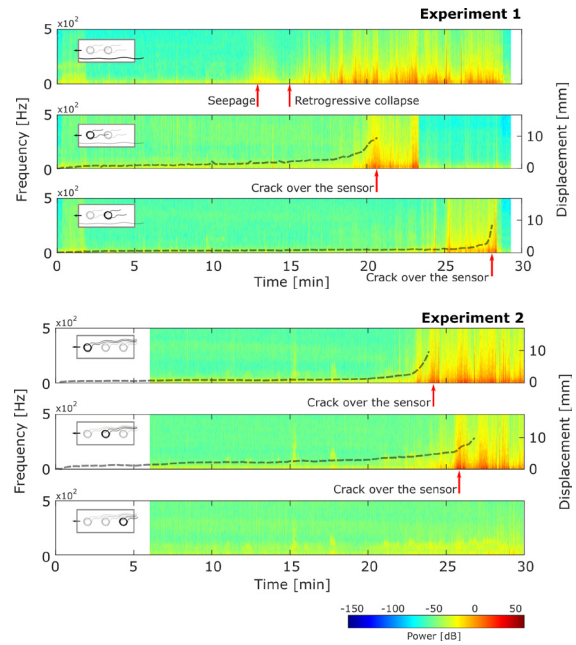 Experiment 1
5 x10²
0
Seepage
Retrogressive collapse
5 x10²
0
10
0
Crack over the sensor
5 x10²
0
10
0
Crack over the sensor
0 5 10 15 20 25 30
Time [min]
Frequency [Hz]
Displacement [mm]
Experiment 2
5 x10²
0
10
0
Crack over the sensor
5 x10²
0
10
0
Crack over the sensor
5 x10²
0
0 5 10 15 20 25 30
Time [min]
Frequency [Hz]
Displacement [mm]
-150 -100 -50 0 50
Power [dB]